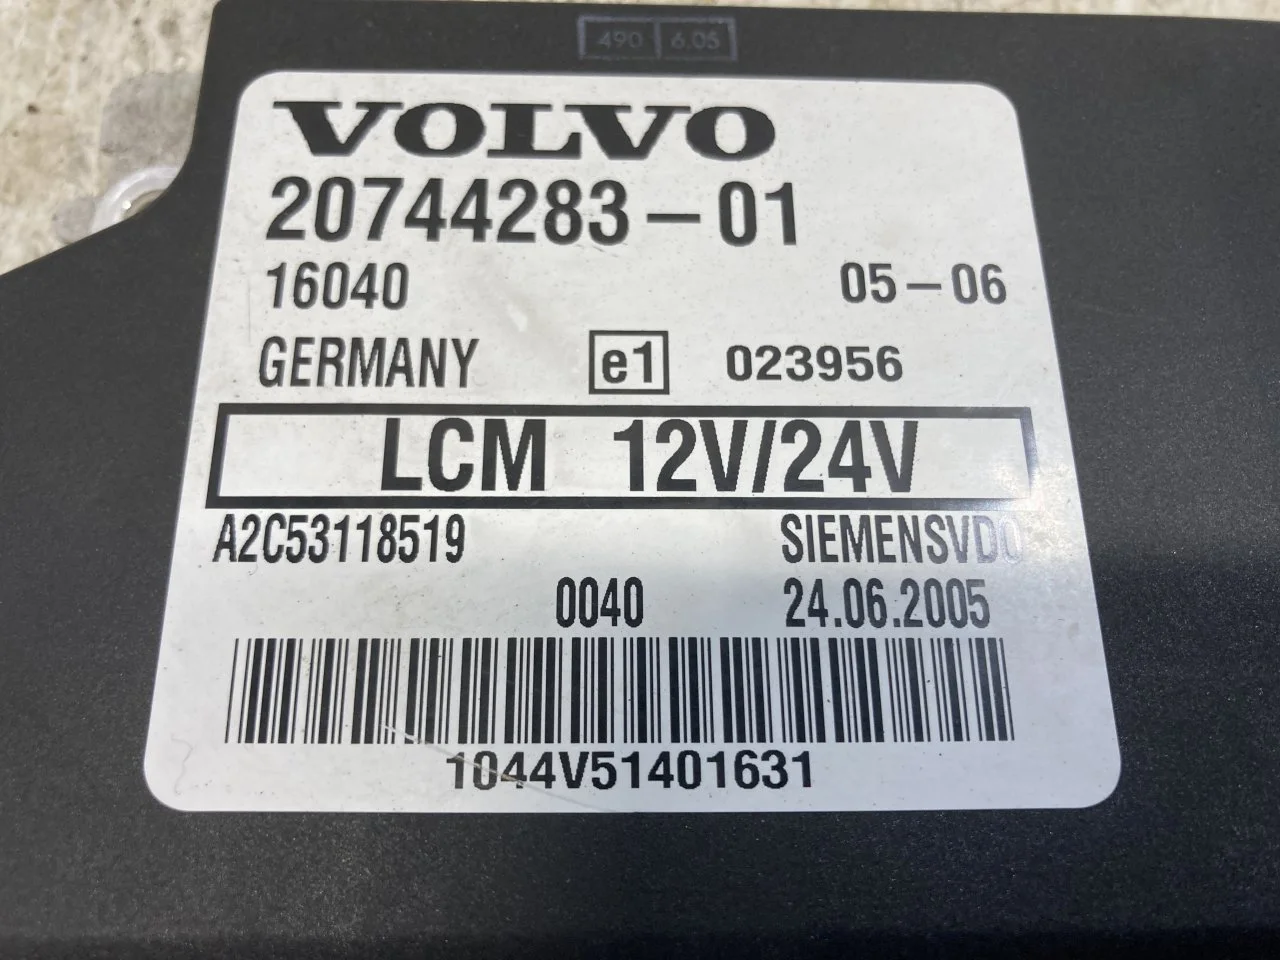 490 6.05
VOLVO
20744283-01
16040 05-06
GERMANY e1 023956
LCM 12V/24V
A2C53118519 SIEMENSVDO
0040 24.06.2005
1044V51401631